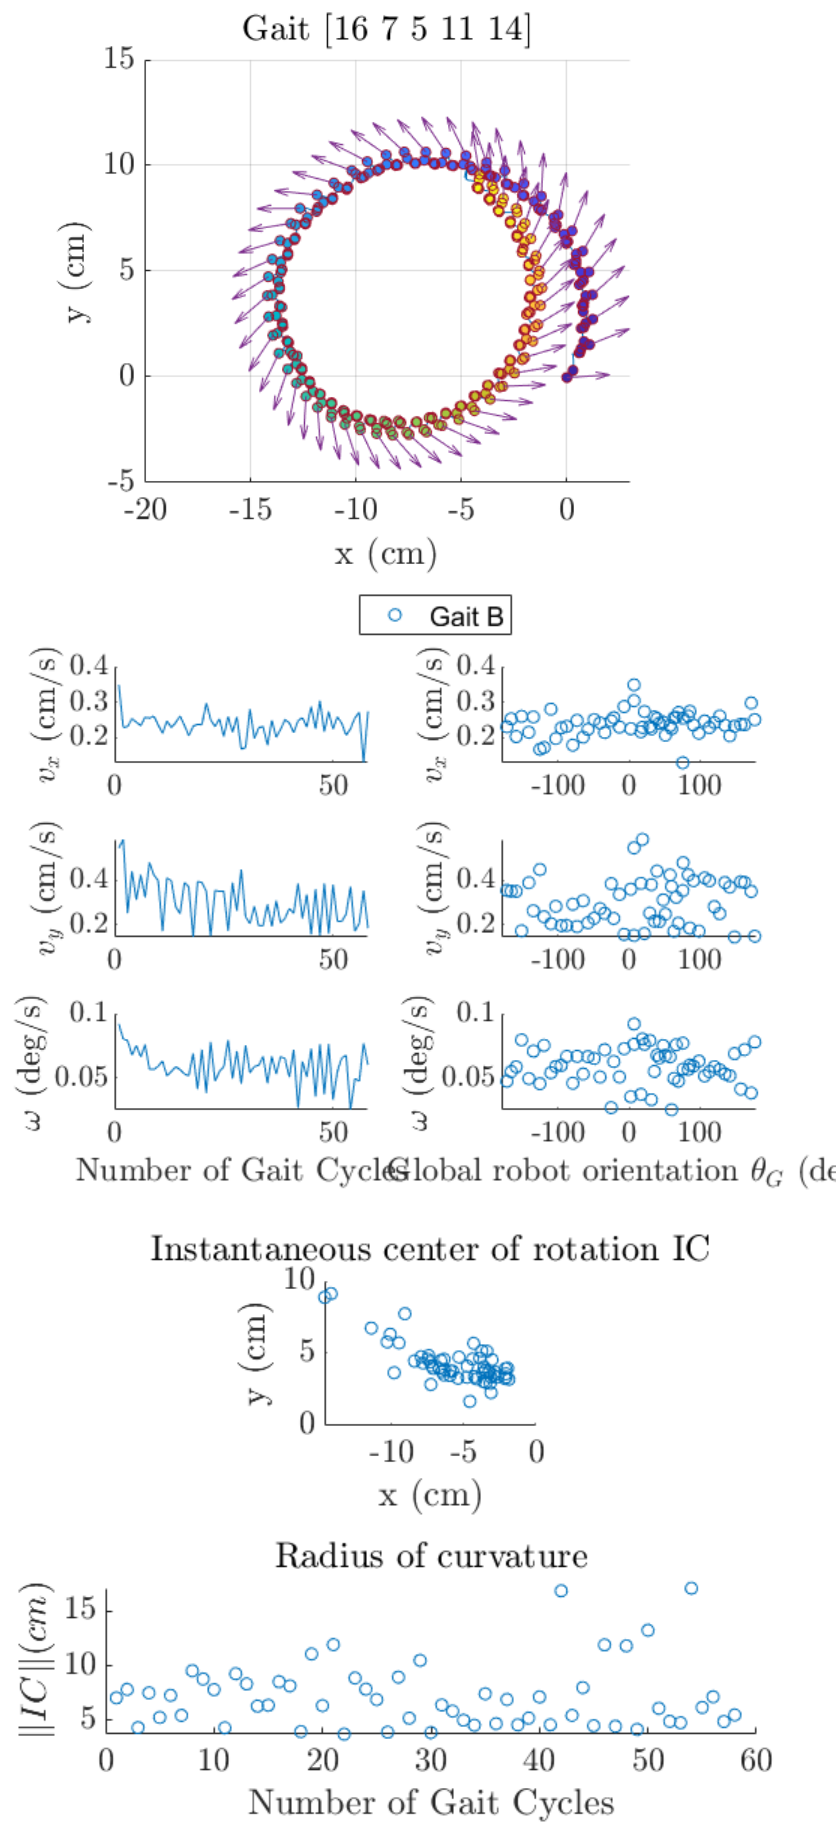 Gait [16 7 5 11 14]
15
10
5
0
-5
y (cm)
-20 -15 -10 -5 0
x (cm)
Gait B
0.4
0.3
0.2
v_x (cm/s)
0 50
0.4
0.3
0.2
v_x (cm/s)
-100 0 100
0.4
0.2
v_y (cm/s)
0 50
0.4
0.2
v_y (cm/s)
-100 0 100
0.1
0.05
ω (deg/s)
0 50
Number of Gait Cycles
0.1
0.05
ω (deg/s)
-100 0 100
Global robot orientation θ_G (de
Instantaneous center of rotation IC
10
5
0
y (cm)
-10 -5 0
x (cm)
Radius of curvature
15
10
5
||IC||(cm)
0 10 20 30 40 50 60
Number of Gait Cycles